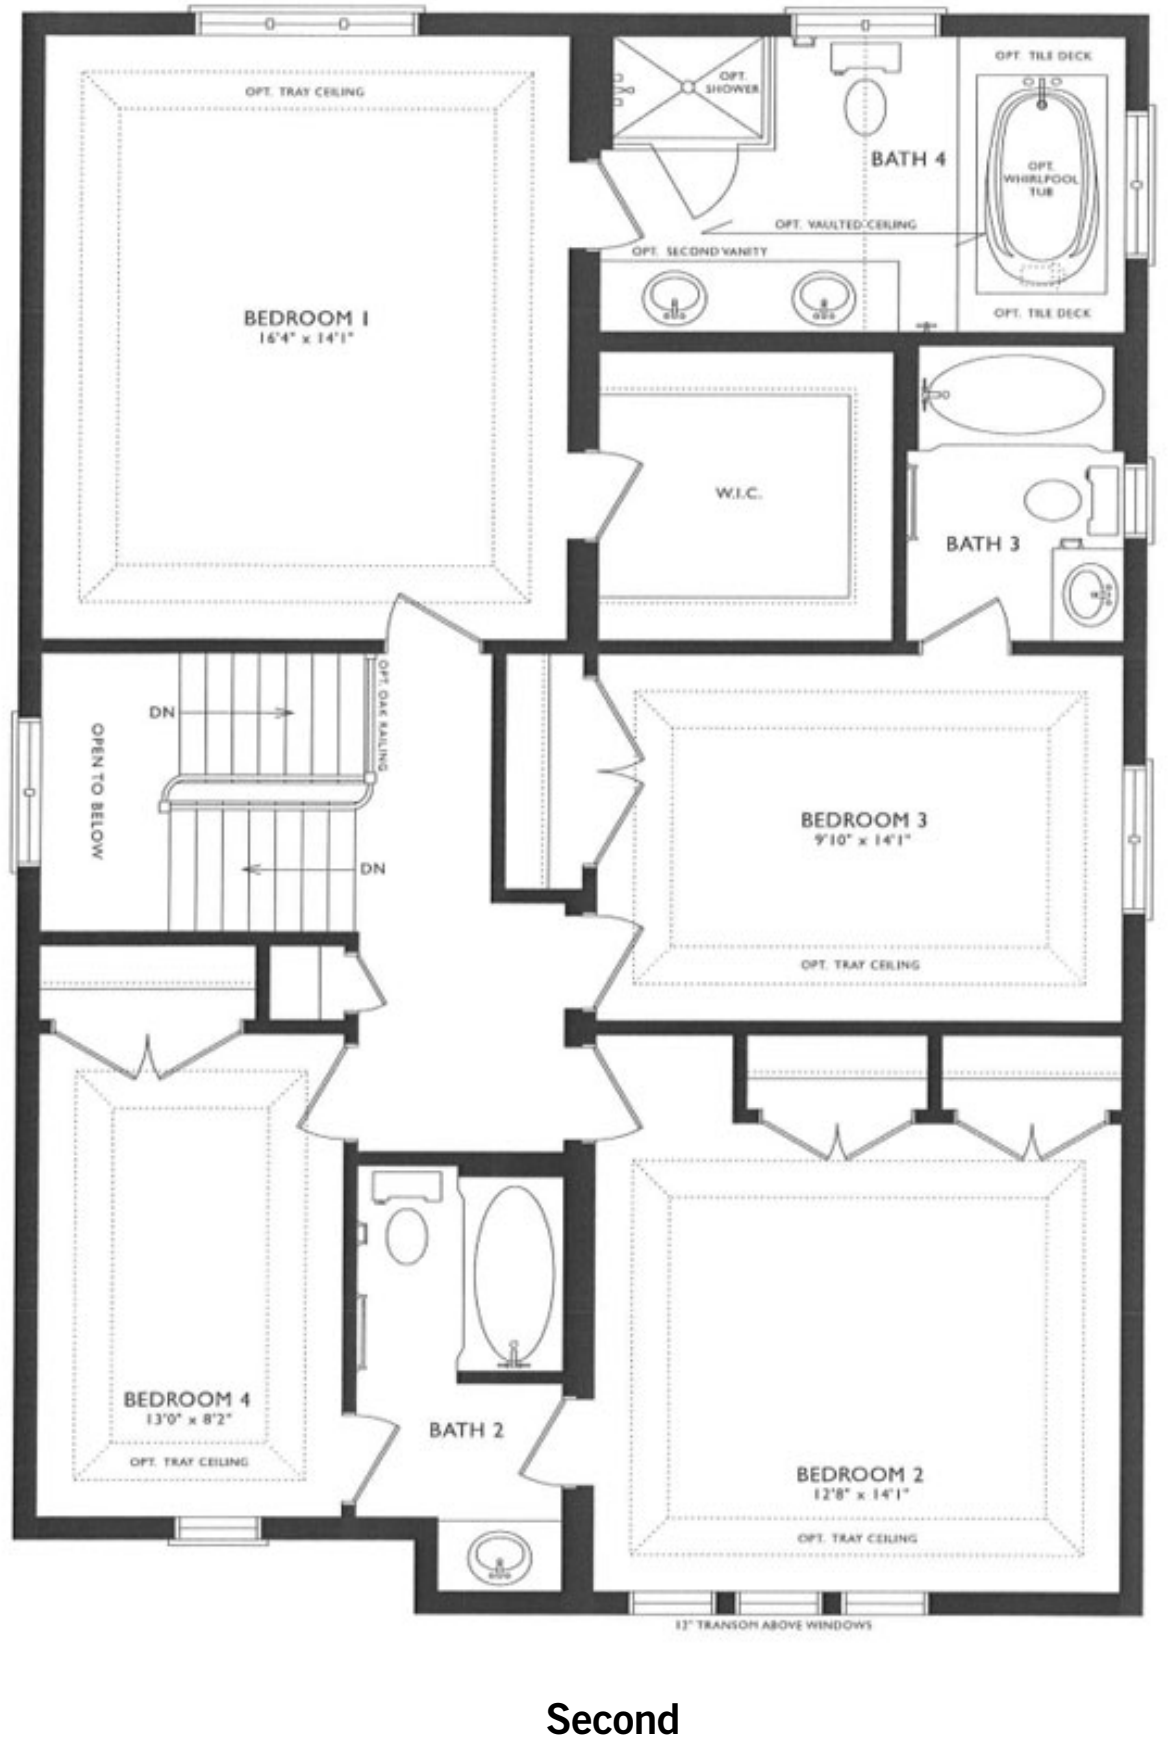 OPT. TRAY CEILING
BEDROOM 1
16'4" x 14'1"
OPT.
SHOWER
BATH 4
OPT. TILE DECK
OPT.
WHIRLPOOL
TUB
OPT. VAULTED CEILING
OPT. SECOND VANITY
OPT. TILE DECK
W.I.C.
BATH 3
DN
OPT. OAK RAILING
OPEN TO BELOW
DN
BEDROOM 3
9'10" x 14'1"
OPT. TRAY CEILING
BEDROOM 4
13'0" x 8'2"
OPT. TRAY CEILING
BATH 2
BEDROOM 2
12'8" x 14'1"
OPT. TRAY CEILING
12" TRANSOM ABOVE WINDOWS
Second